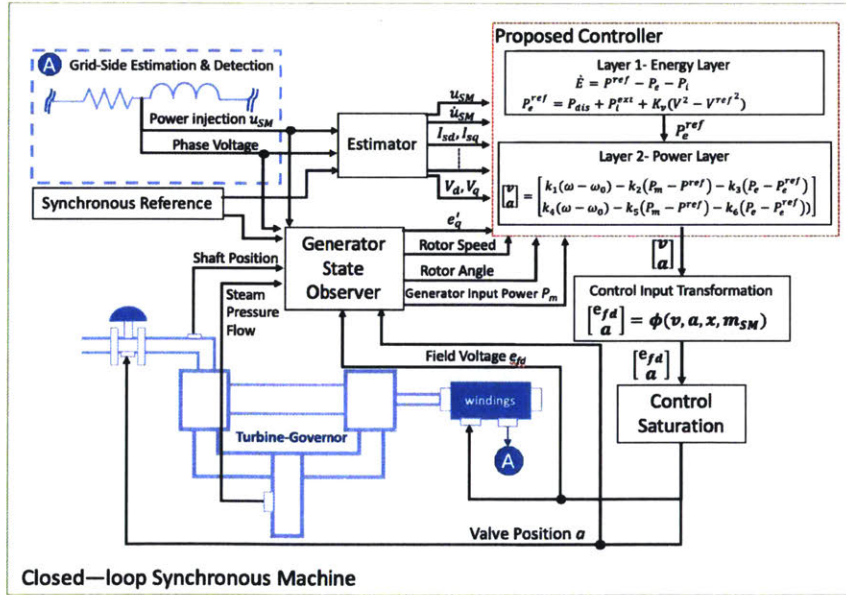 Proposed Controller
Layer 1- Energy Layer
Ė = P^ref − P_e − P_i
P_e^ref = P_dis + P_i^ext + K_v(V² − V^ref²)
P_e^ref
Layer 2- Power Layer
[v a] = [k₁(ω − ω₀) − k₂(P_m − P^ref) − k₃(P_e − P_e^ref)
k₄(ω − ω₀) − k₅(P_m − P^ref) − k₆(P_e − P_e^ref))]
A Grid-Side Estimation & Detection
Power injection u_SM
Phase Voltage
Estimator
u_SM
u̇_SM
I_sd, I_sq
V_d, V_q
Synchronous Reference
Generator
State
Observer
e′_q
Rotor Speed
Rotor Angle
Generator Input Power P_m
Shaft Position
Steam
Pressure
Flow
[v a]
Control Input Transformation
[e_fd a] = ϕ(v, a, x, m_SM)
[e_fd a]
Control
Saturation
Field Voltage e_fd
windings
A
Turbine-Governor
Valve Position a
Closed—loop Synchronous Machine